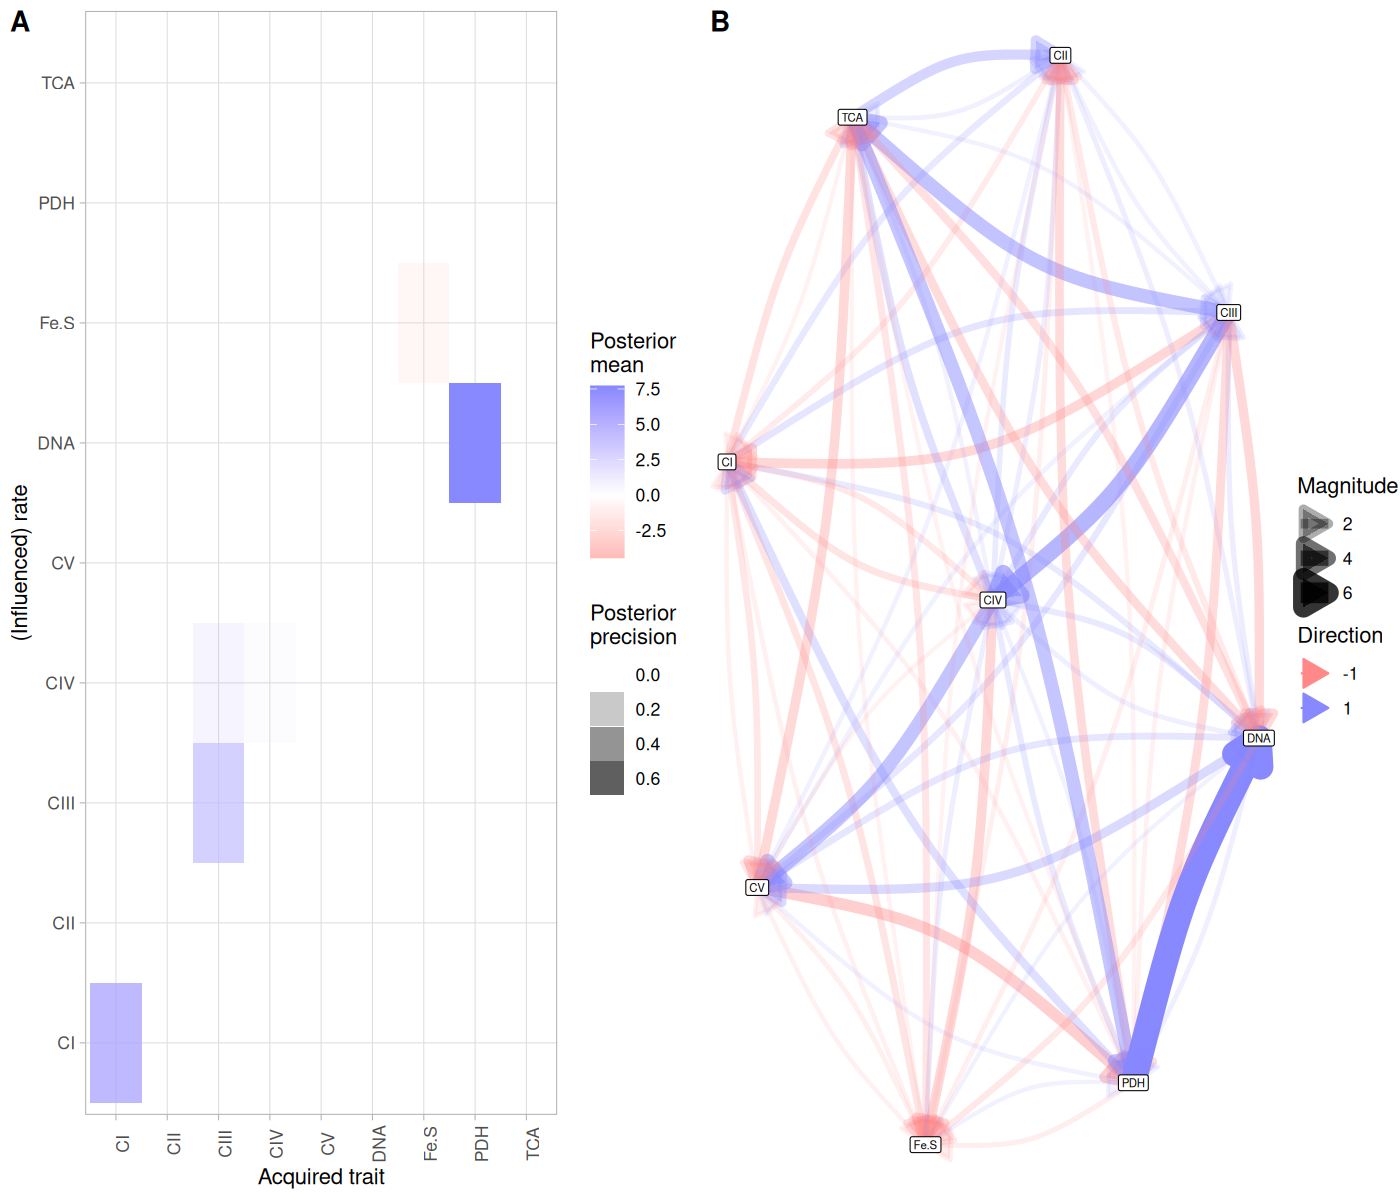 A
(Influenced) rate
TCA
PDH
Fe.S
DNA
CV
CIV
CIII
CII
CI
CI
CII
CIII
CIV
CV
DNA
Fe.S
PDH
TCA
Acquired trait
Posterior
mean
7.5
5.0
2.5
0.0
-2.5
Posterior
precision
0.0
0.2
0.4
0.6
B
CII
TCA
CIII
CI
CIV
DNA
CV
PDH
Fe.S
Magnitude
2
4
6
Direction
-1
1